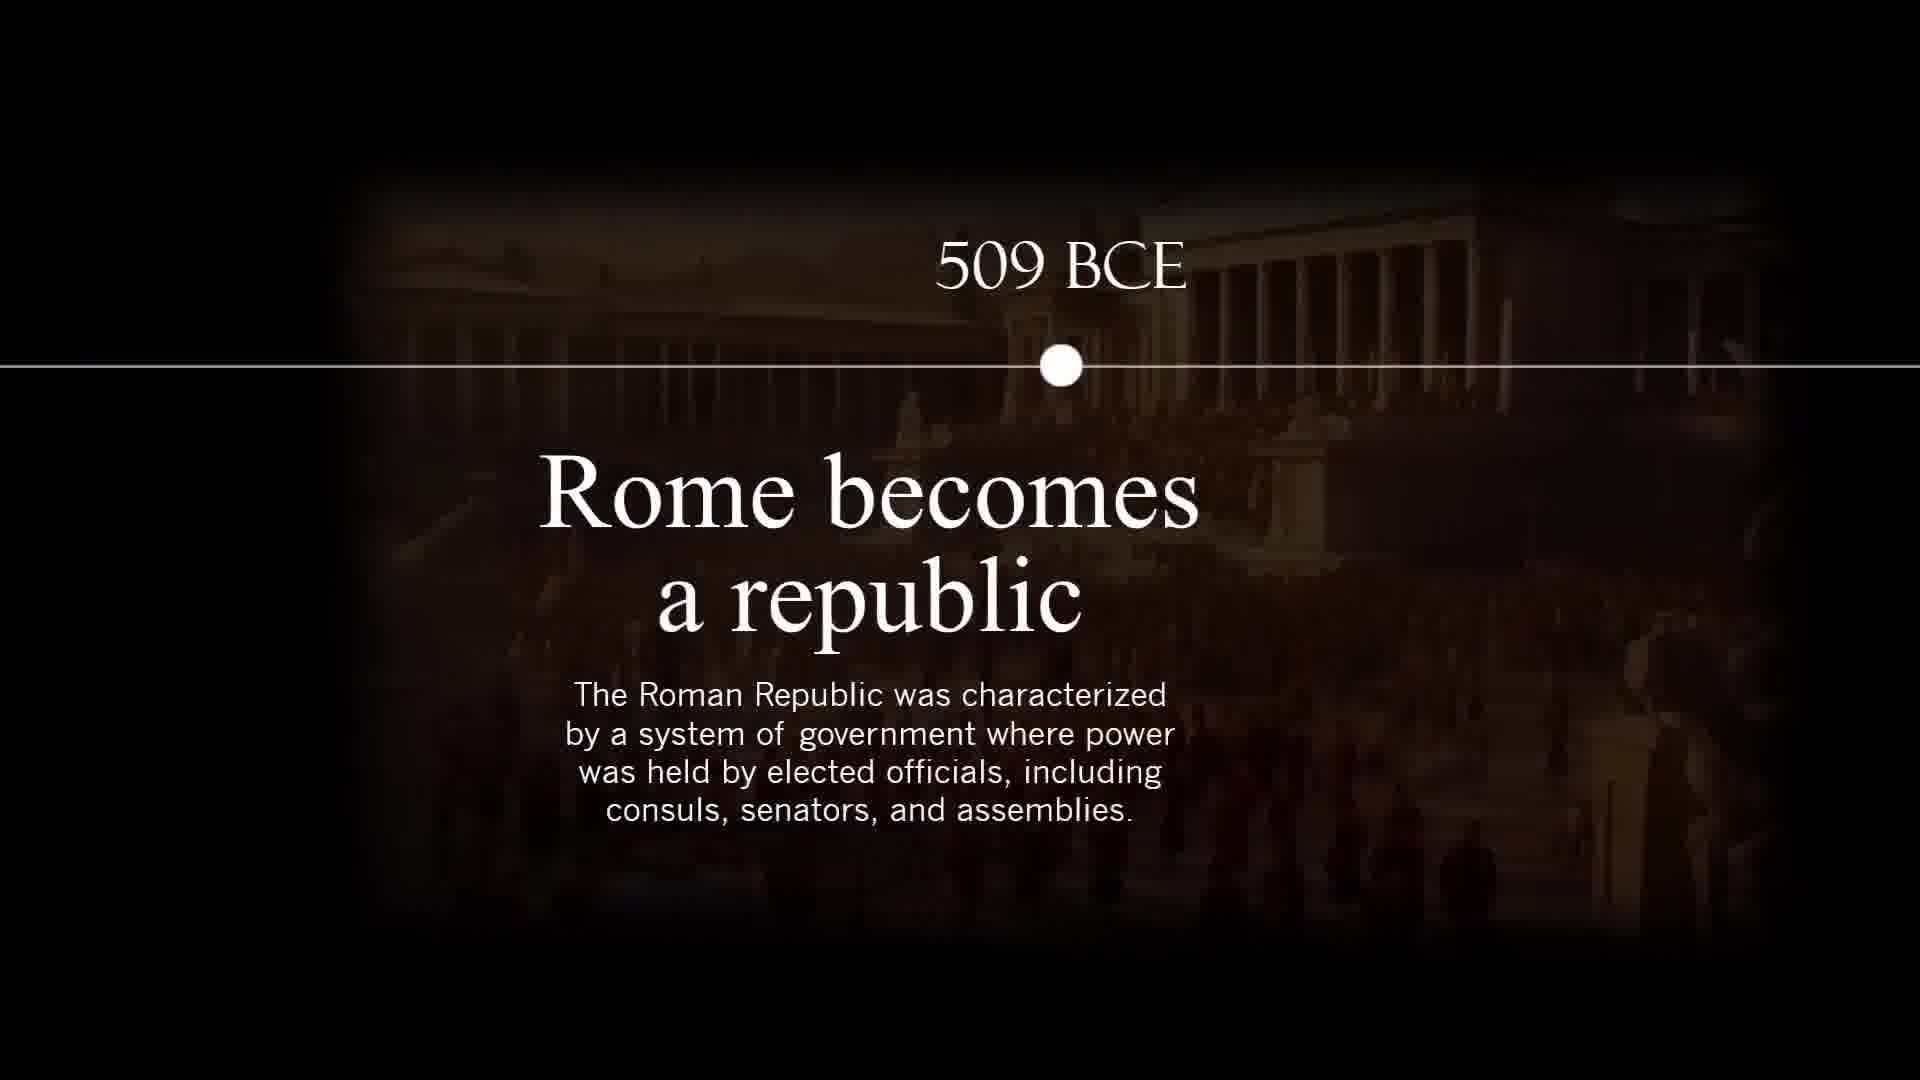 509 BCE
Rome becomes
a republic
The Roman Republic was characterized
by a system of government where power
was held by elected officials, including
consuls, senators, and assemblies.